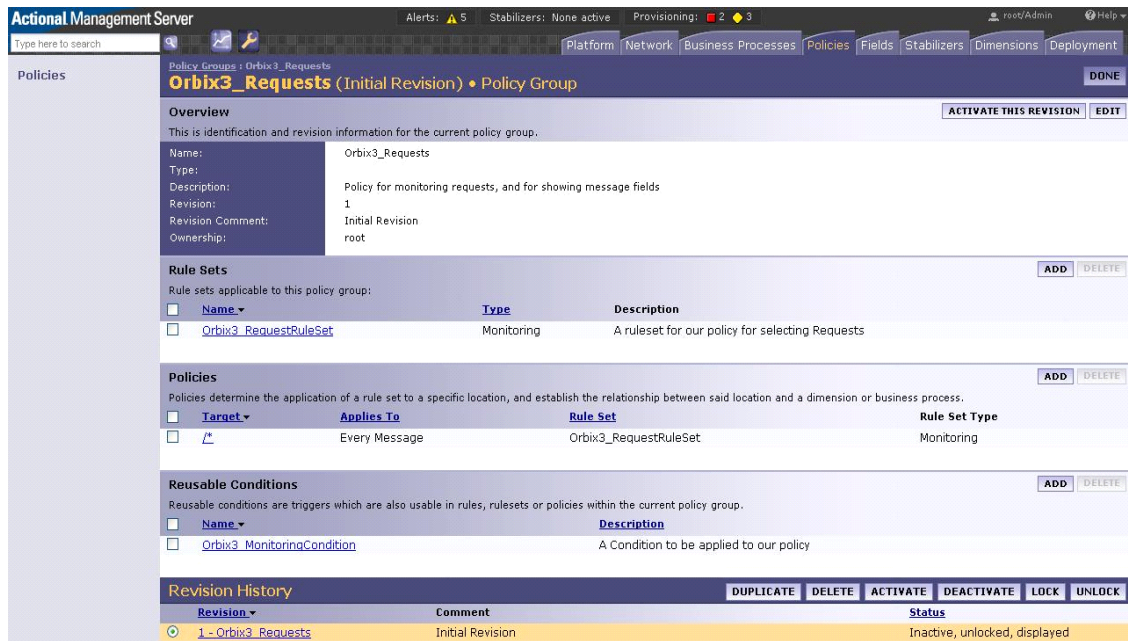 Actional Management Server
Alerts: 5 Stabilizers: None active Provisioning: 2 3
root/Admin Help
Type here to search
Platform Network Business Processes Policies Fields Stabilizers Dimensions Deployment
Policies
Policy Groups : Orbix3_Requests
Orbix3_Requests (Initial Revision) • Policy Group
DONE
Overview
ACTIVATE THIS REVISION EDIT
This is identification and revision information for the current policy group.
Name: Orbix3_Requests
Type:
Description: Policy for monitoring requests, and for showing message fields
Revision: 1
Revision Comment: Initial Revision
Ownership: root
Rule Sets
ADD DELETE
Rule sets applicable to this policy group:
Name Type Description
Orbix3_RequestRuleSet Monitoring A ruleset for our policy for selecting Requests
Policies
ADD DELETE
Policies determine the application of a rule set to a specific location, and establish the relationship between said location and a dimension or business process.
Target Applies To Rule Set Rule Set Type
/* Every Message Orbix3_RequestRuleSet Monitoring
Reusable Conditions
ADD DELETE
Reusable conditions are triggers which are also usable in rules, rulesets or policies within the current policy group.
Name Description
Orbix3_MonitoringCondition A Condition to be applied to our policy
Revision History
DUPLICATE DELETE ACTIVATE DEACTIVATE LOCK UNLOCK
Revision Comment Status
1 - Orbix3_Requests Initial Revision Inactive, unlocked, displayed